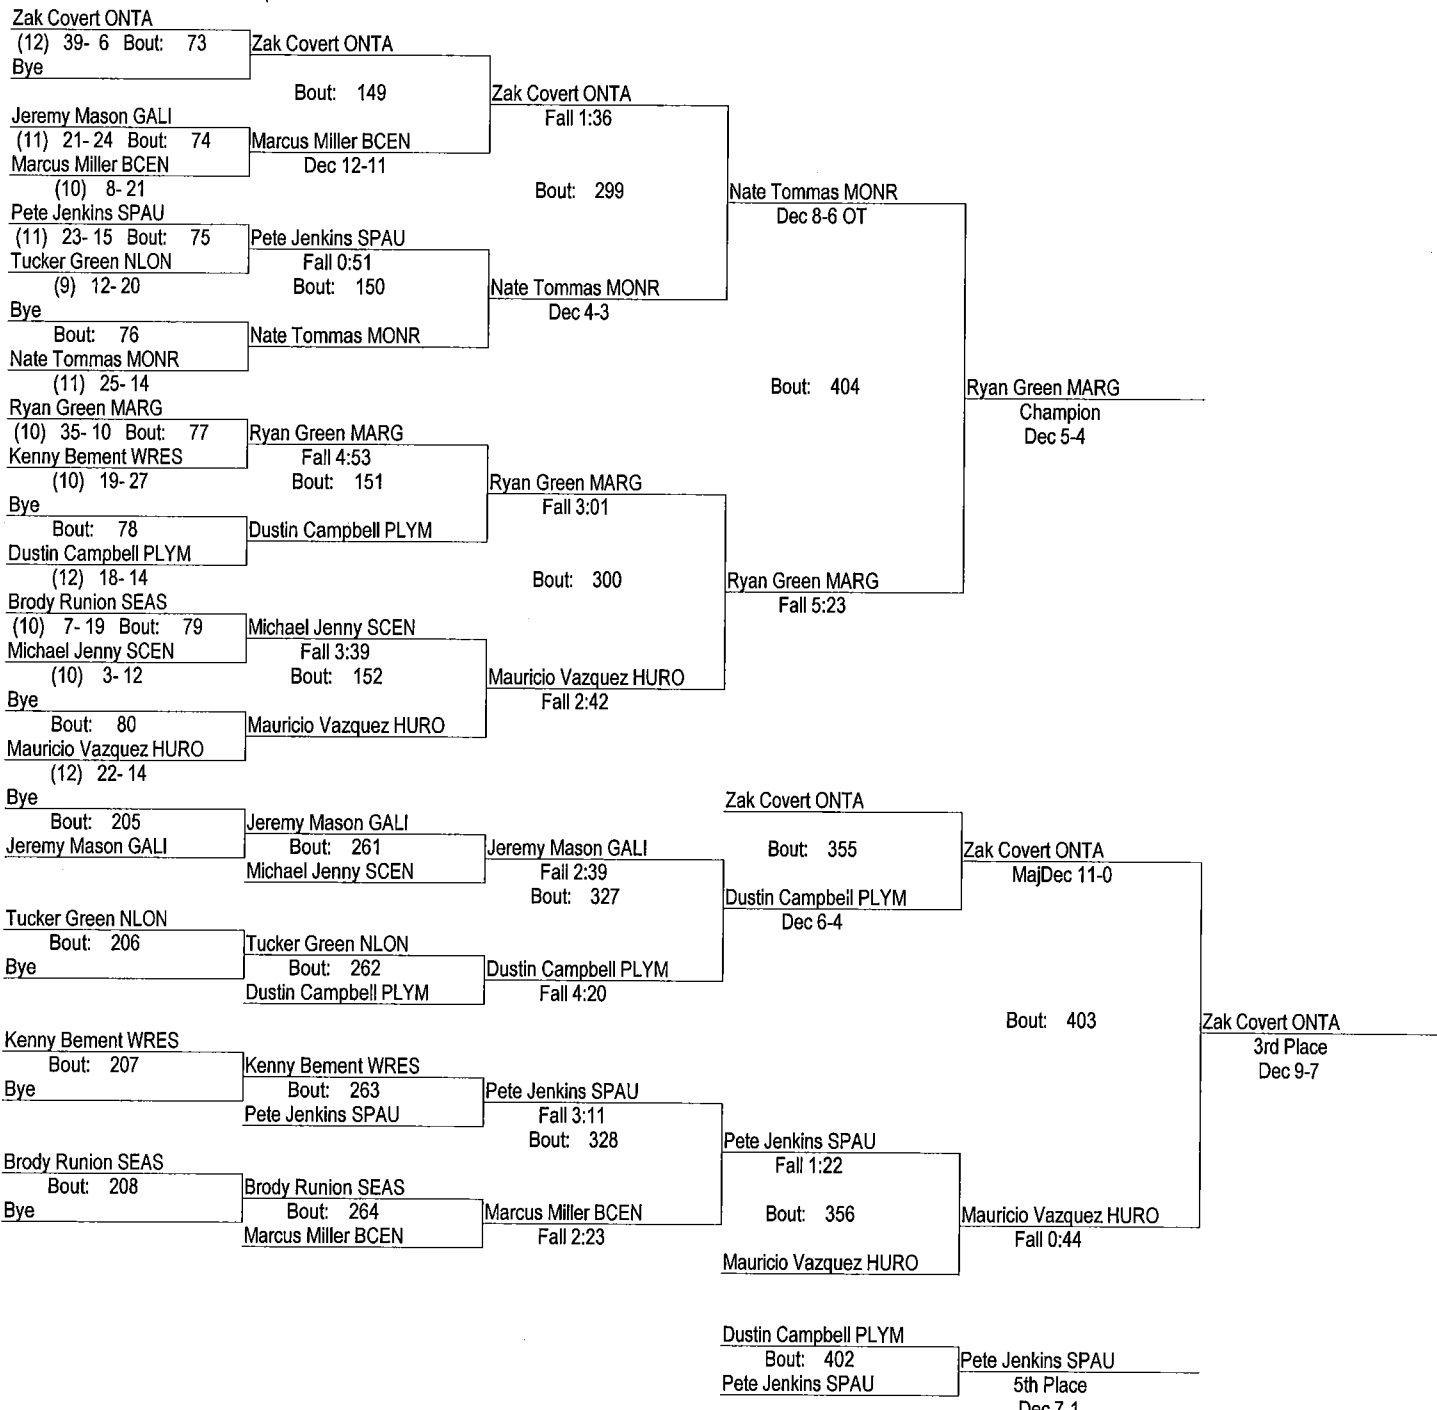 Zak Covert ONTA
(12) 39- 6 Bout: 73
Bye
Zak Covert ONTA
Bout: 149
Jeremy Mason GALI
(11) 21- 24 Bout: 74
Marcus Miller BCEN
(10) 8- 21
Marcus Miller BCEN
Dec 12-11
Zak Covert ONTA
Fall 1:36
Bout: 299
Pete Jenkins SPAU
(11) 23- 15 Bout: 75
Tucker Green NLON
(9) 12- 20
Pete Jenkins SPAU
Fall 0:51
Bout: 150
Bye
Bout: 76
Nate Tommas MONR
(11) 25- 14
Nate Tommas MONR
Nate Tommas MONR
Dec 4-3
Nate Tommas MONR
Dec 8-6 OT
Bout: 404
Ryan Green MARG
Champion
Dec 5-4
Ryan Green MARG
(10) 35- 10 Bout: 77
Kenny Bement WRES
(10) 19- 27
Ryan Green MARG
Fall 4:53
Bout: 151
Bye
Bout: 78
Dustin Campbell PLYM
(12) 18- 14
Dustin Campbell PLYM
Ryan Green MARG
Fall 3:01
Bout: 300
Ryan Green MARG
Fall 5:23
Brody Runion SEAS
(10) 7- 19 Bout: 79
Michael Jenny SCEN
(10) 3- 12
Michael Jenny SCEN
Fall 3:39
Bout: 152
Bye
Bout: 80
Mauricio Vazquez HURO
(12) 22- 14
Mauricio Vazquez HURO
Mauricio Vazquez HURO
Fall 2:42
Bye
Bout: 205
Jeremy Mason GALI
Jeremy Mason GALI
Bout: 261
Michael Jenny SCEN
Jeremy Mason GALI
Fall 2:39
Bout: 327
Tucker Green NLON
Bout: 206
Bye
Tucker Green NLON
Bout: 262
Dustin Campbell PLYM
Dustin Campbell PLYM
Fall 4:20
Zak Covert ONTA
Bout: 355
Dustin Campbell PLYM
Dec 6-4
Zak Covert ONTA
MajDec 11-0
Bout: 403
Zak Covert ONTA
3rd Place
Dec 9-7
Kenny Bement WRES
Bout: 207
Bye
Kenny Bement WRES
Bout: 263
Pete Jenkins SPAU
Pete Jenkins SPAU
Fall 3:11
Bout: 328
Brody Runion SEAS
Bout: 208
Bye
Brody Runion SEAS
Bout: 264
Marcus Miller BCEN
Marcus Miller BCEN
Fall 2:23
Pete Jenkins SPAU
Fall 1:22
Bout: 356
Mauricio Vazquez HURO
Mauricio Vazquez HURO
Fall 0:44
Dustin Campbell PLYM
Bout: 402
Pete Jenkins SPAU
Pete Jenkins SPAU
5th Place
Dec 7-1